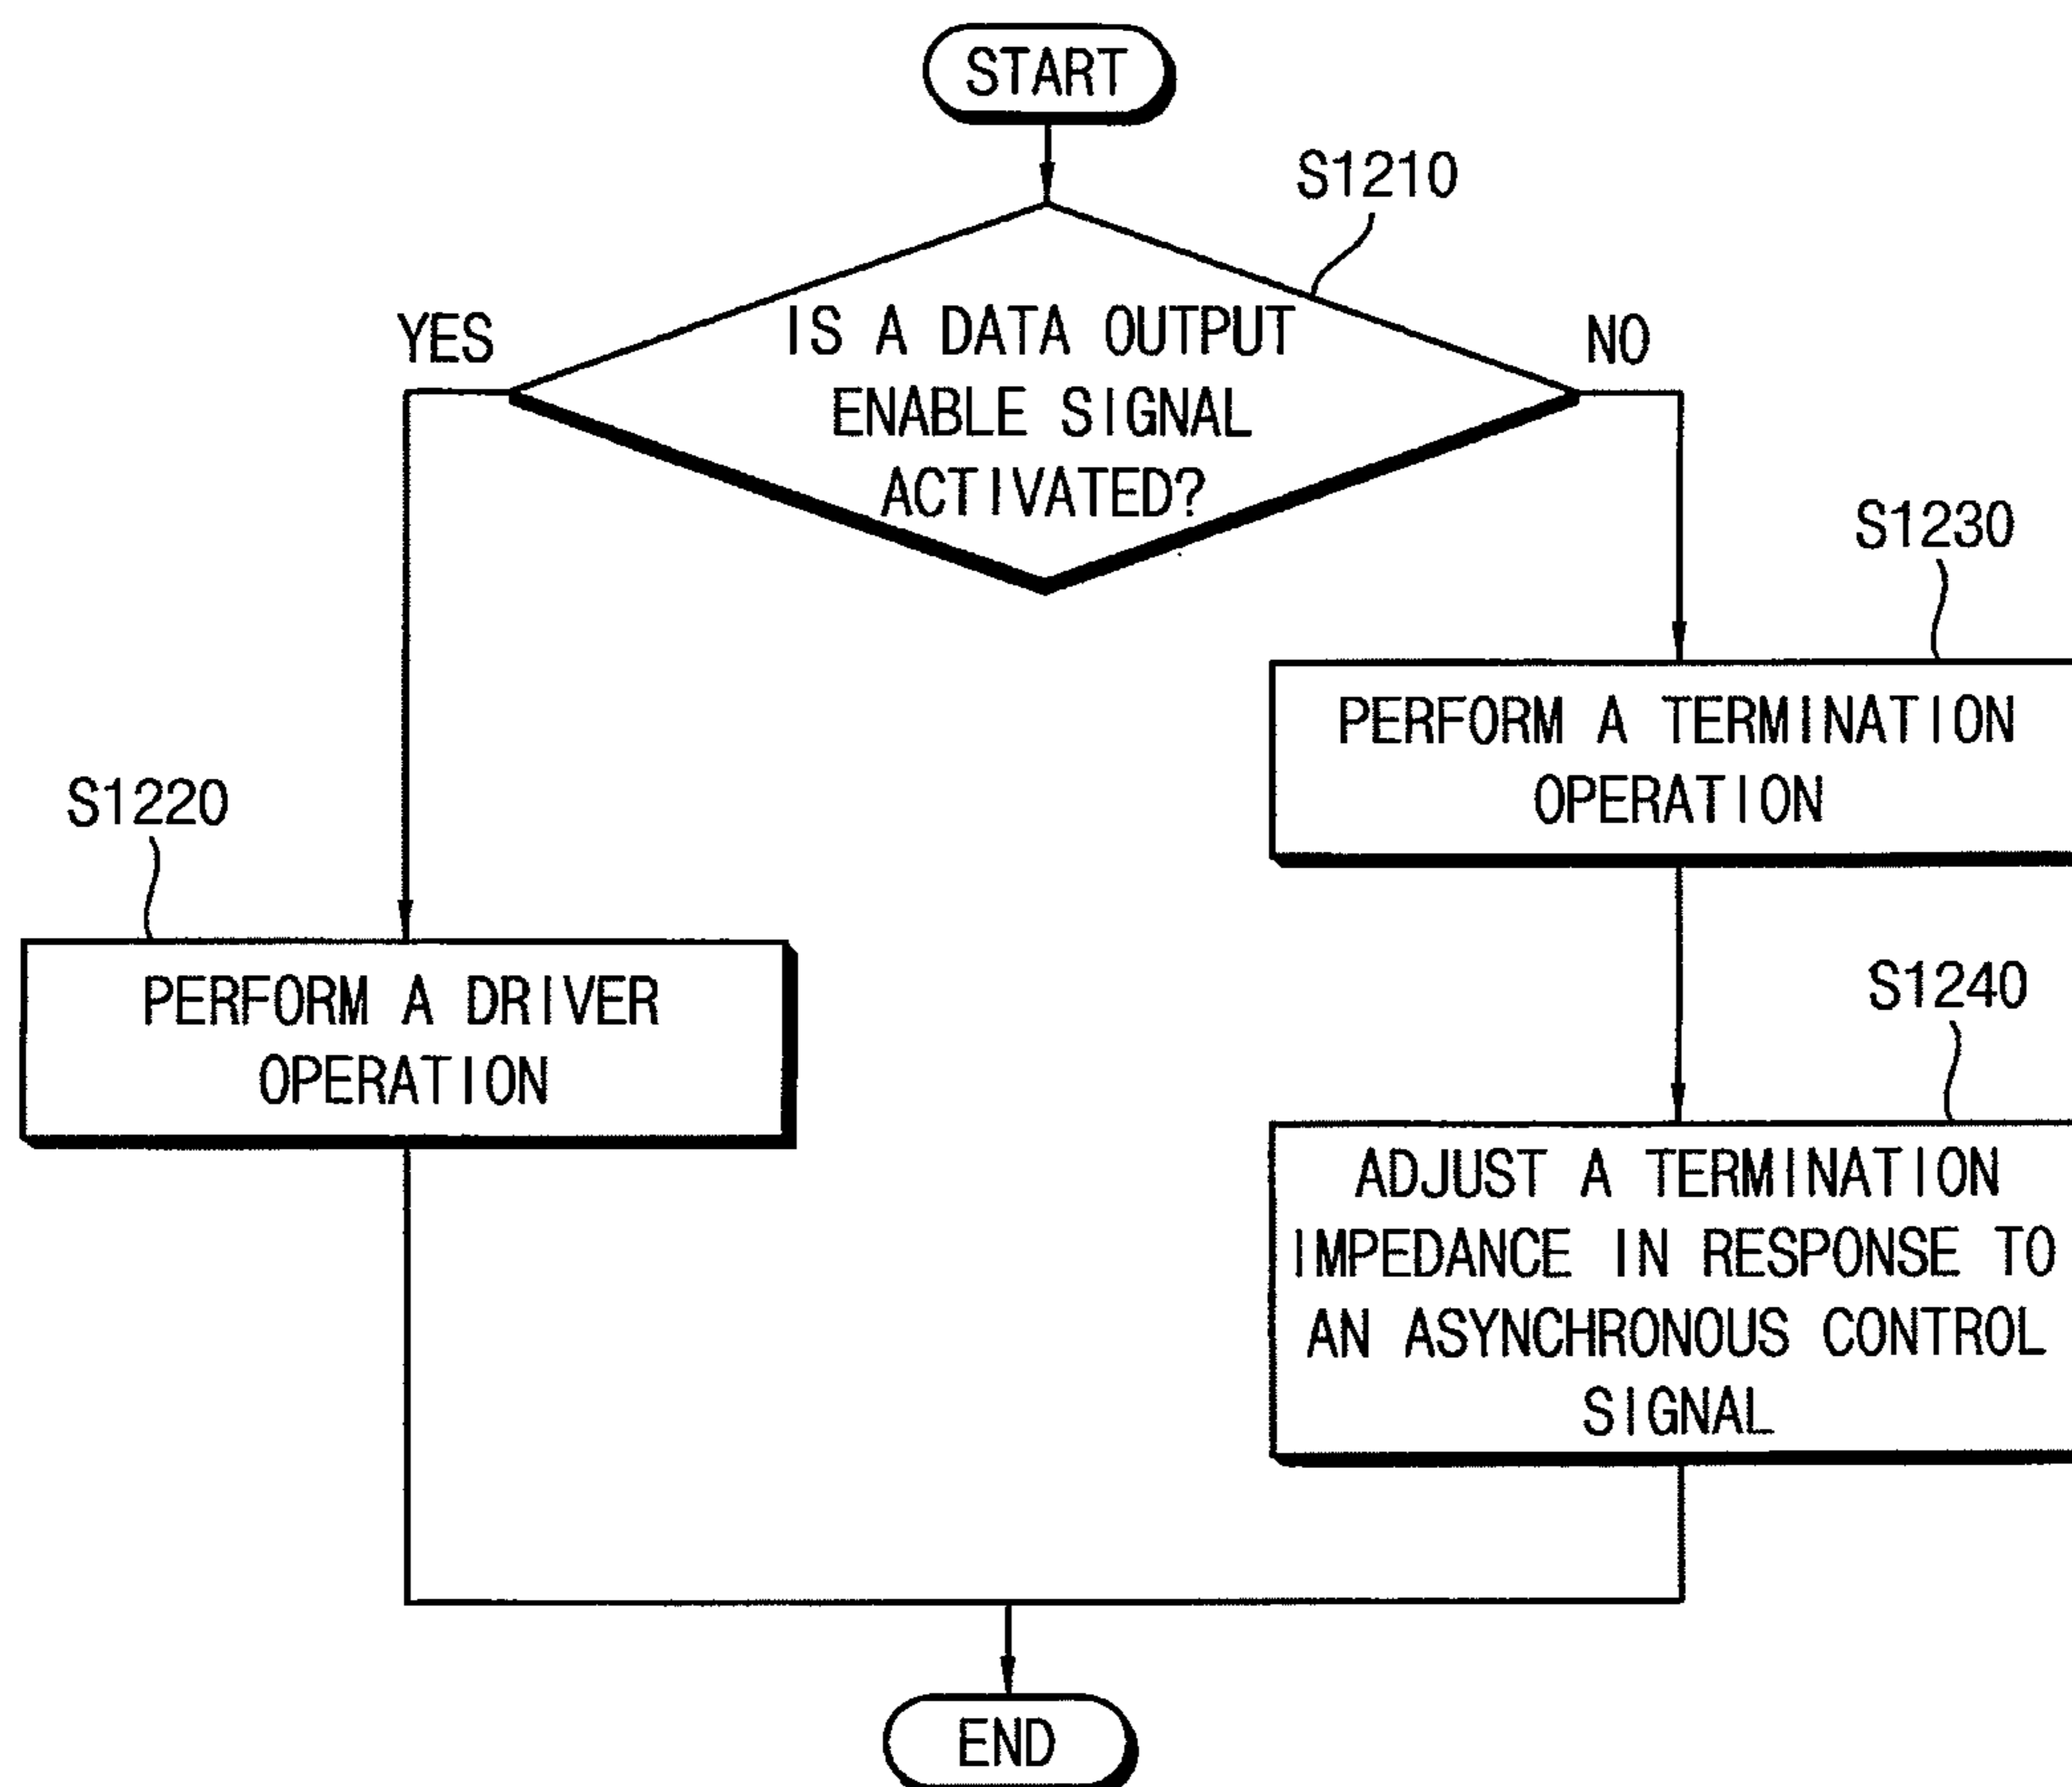 START
S1210
IS A DATA OUTPUT
ENABLE SIGNAL
ACTIVATED?
YES
NO
S1220
PERFORM A DRIVER
OPERATION
S1230
PERFORM A TERMINATION
OPERATION
S1240
ADJUST A TERMINATION
IMPEDANCE IN RESPONSE TO
AN ASYNCHRONOUS CONTROL
SIGNAL
END